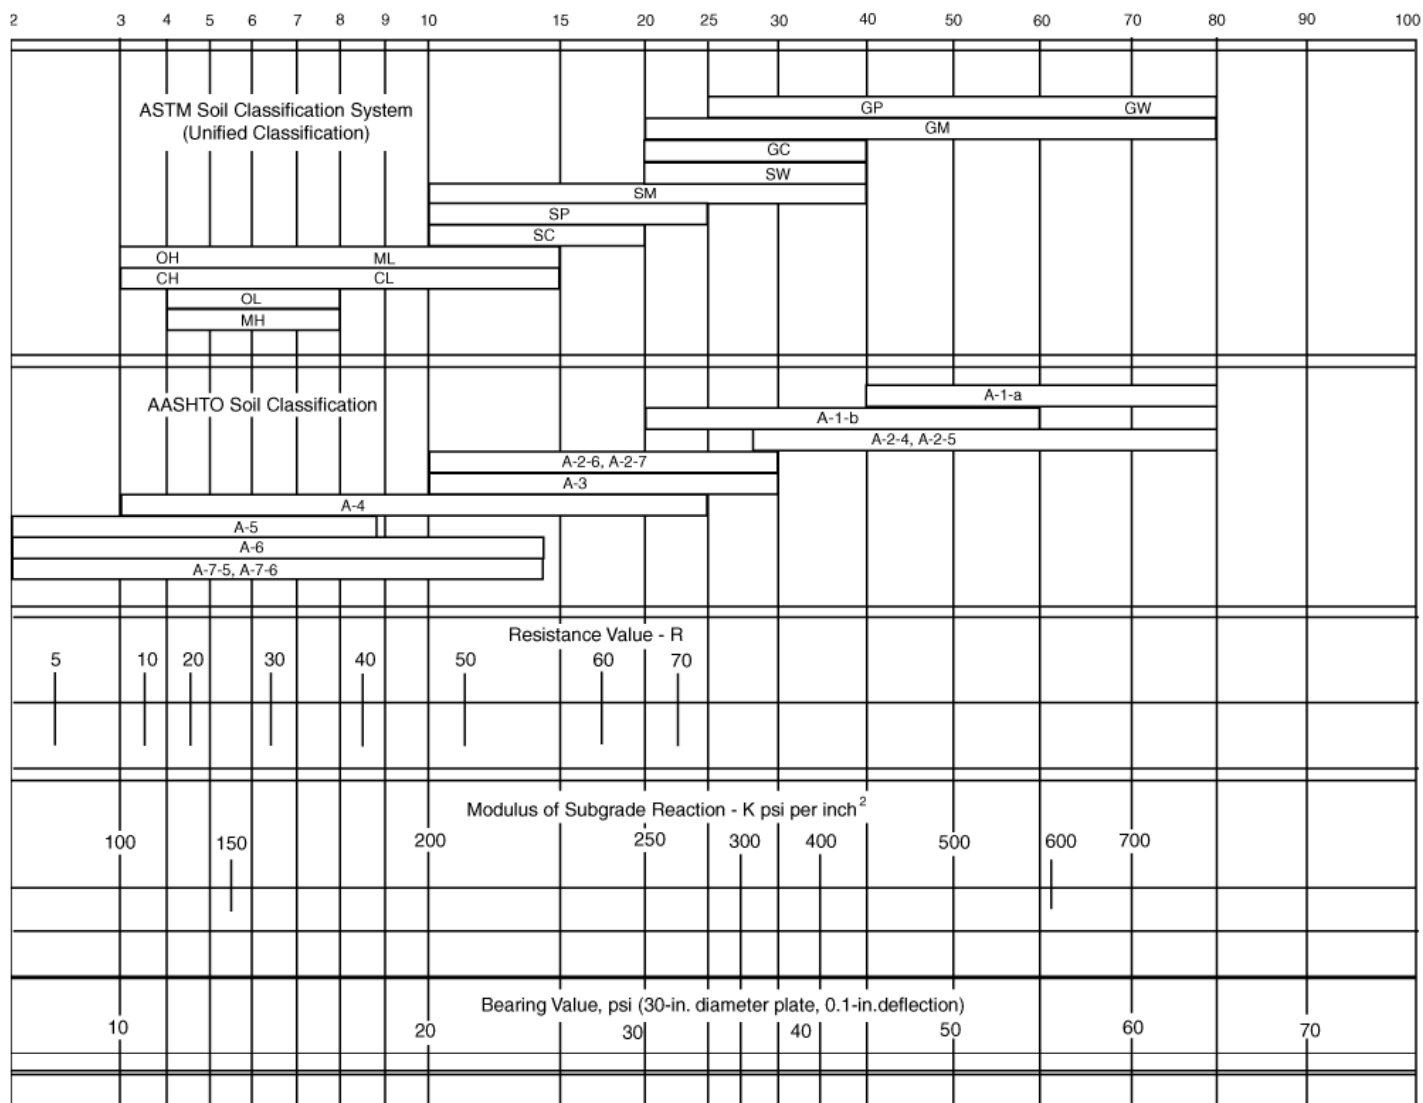 2 3 4 5 6 7 8 9 10 15 20 25 30 40 50 60 70 80 90 100
ASTM Soil Classification System
(Unified Classification)
GP GW
GM
GC
SW
SM
SP
SC
OH ML
CH CL
OL
MH
AASHTO Soil Classification
A-1-a
A-1-b
A-2-4, A-2-5
A-2-6, A-2-7
A-3
A-4
A-5
A-6
A-7-5, A-7-6
Resistance Value - R
5 10 20 30 40 50 60 70
Modulus of Subgrade Reaction - K psi per inch²
100 150 200 250 300 400 500 600 700
Bearing Value, psi (30-in. diameter plate, 0.1-in.deflection)
10 20 30 40 50 60 70